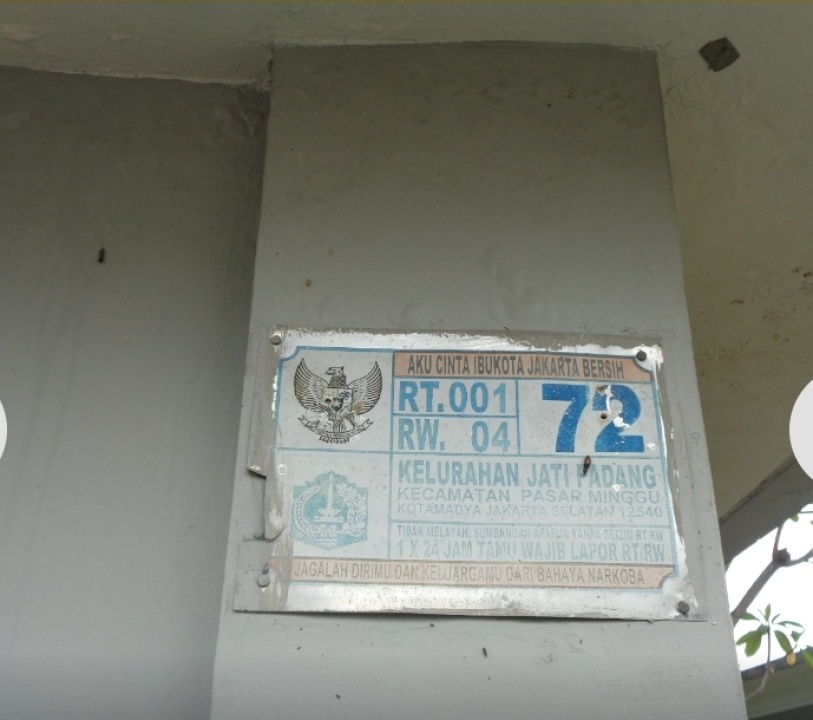 AKU CINTA IBUKOTA JAKARTA BERSIH
RT.001
RW. 04
72
KELURAHAN JATI PADANG
KECAMATAN PASAR MINGGU
KOTAMADYA JAKARTA SELATAN 12540
TIDAK MELAYANI SUMBANGAN APAPUN TANPA SEIZIN RT RW
1 X 24 JAM TAMU WAJIB LAPOR RT/RW
JAGALAH DIRIMU DAN KELUARGAMU DARI BAHAYA NARKOBA